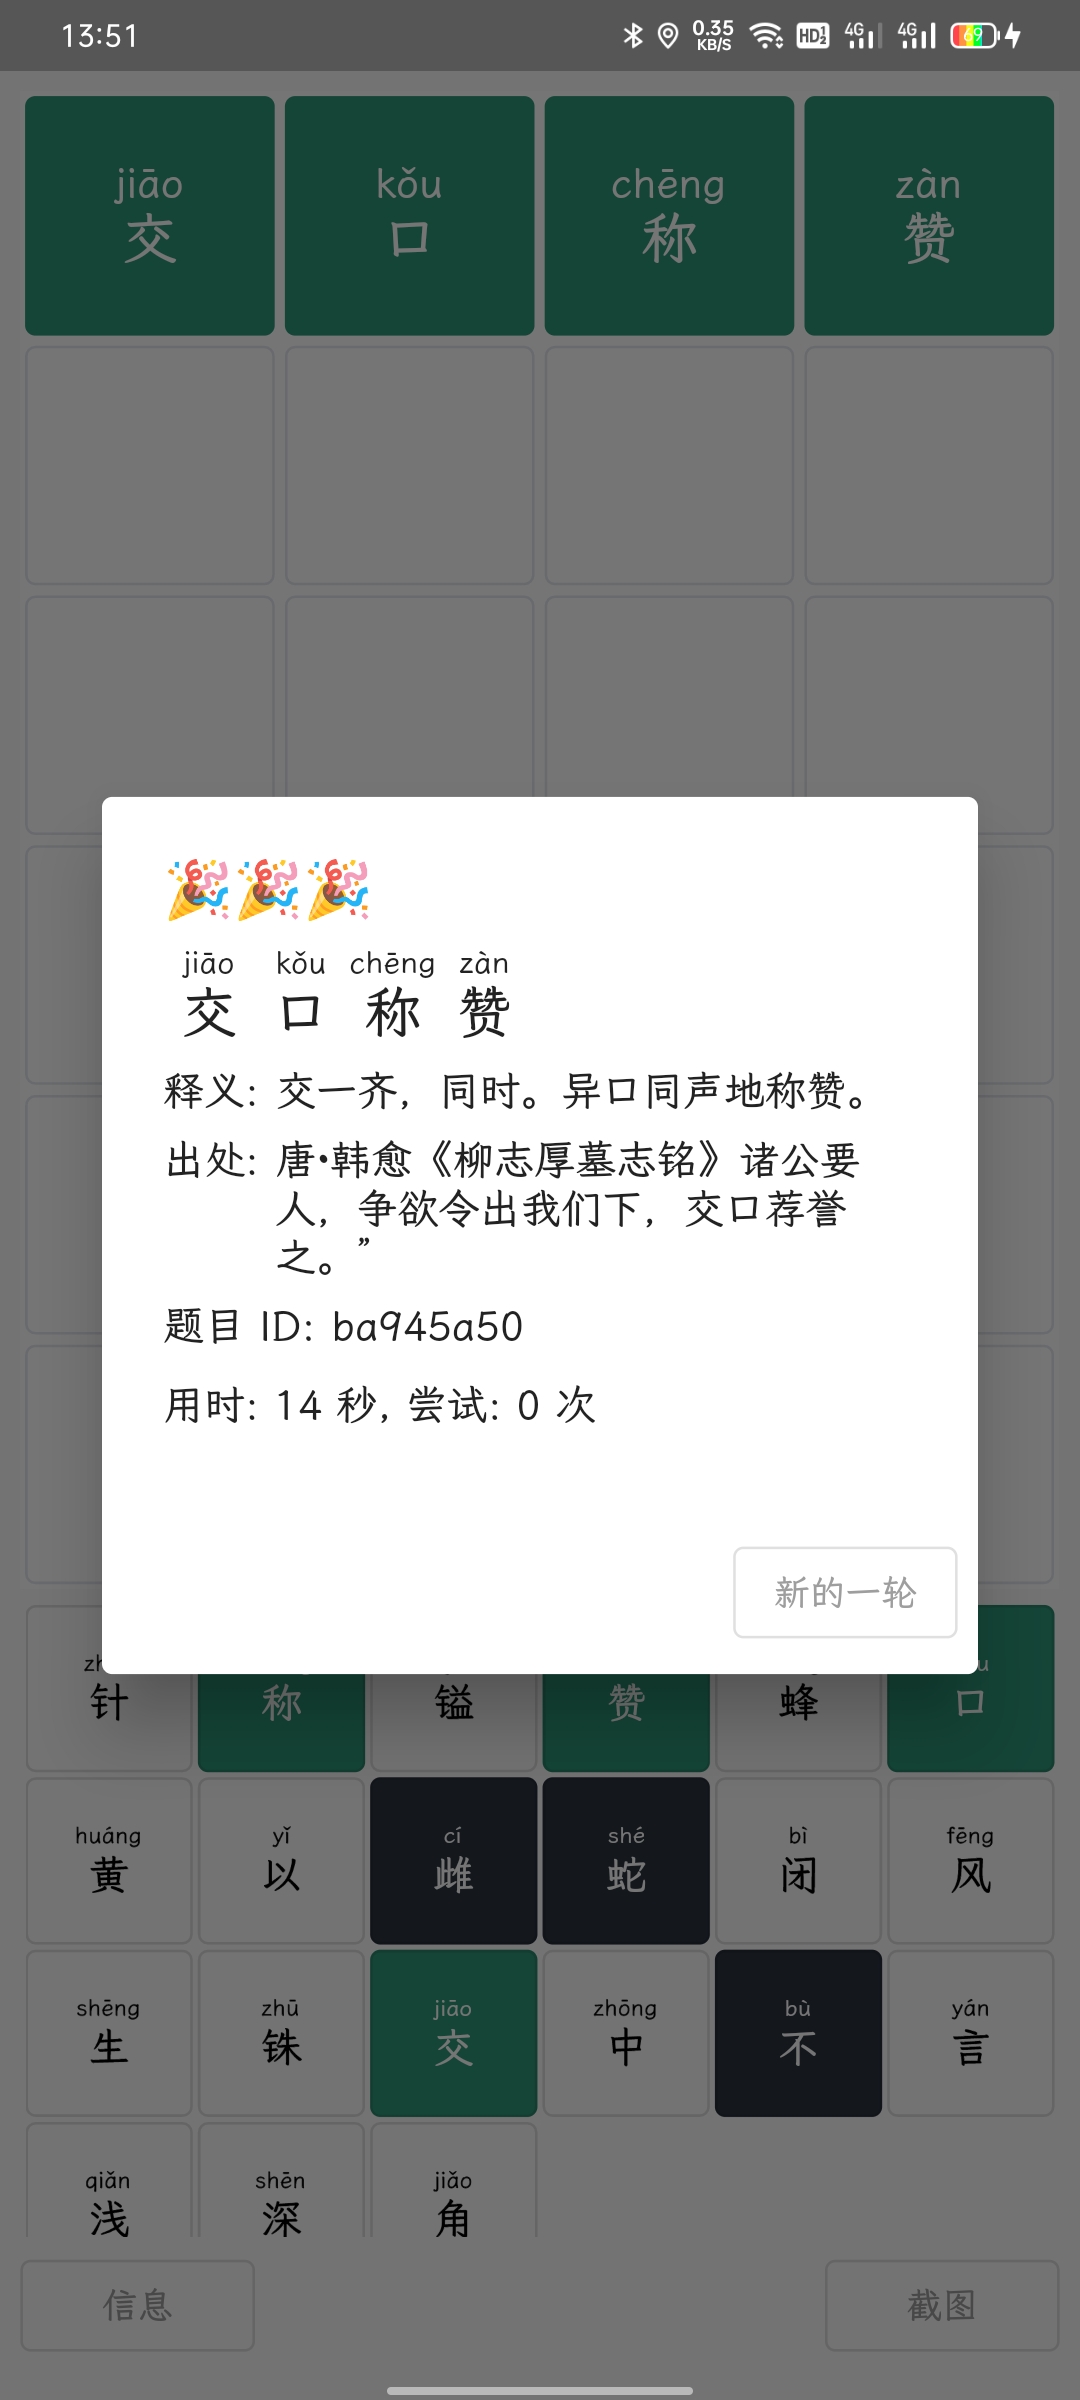 13:51
0.35
KB/S
HD
4G
4G
69
jiāo kǒu chēng zàn
交 口 称 赞
🎉🎉🎉
jiāo kǒu chēng zàn
交 口 称 赞
释义: 交一齐，同时。异口同声地称赞。
出处: 唐·韩愈《柳志厚墓志铭》诸公要
人，争欲令出我们下，交口荐誉
之。”
题目 ID: ba945a50
用时: 14 秒, 尝试: 0 次
新的一轮
针 称 镒 赞 蜂 口
huáng yǐ cí shé bì fēng
黄 以 雌 蛇 闭 风
shēng zhū jiāo zhōng bù yán
生 铢 交 中 不 言
qiǎn shēn jiǎo
浅 深 角
信息 截图